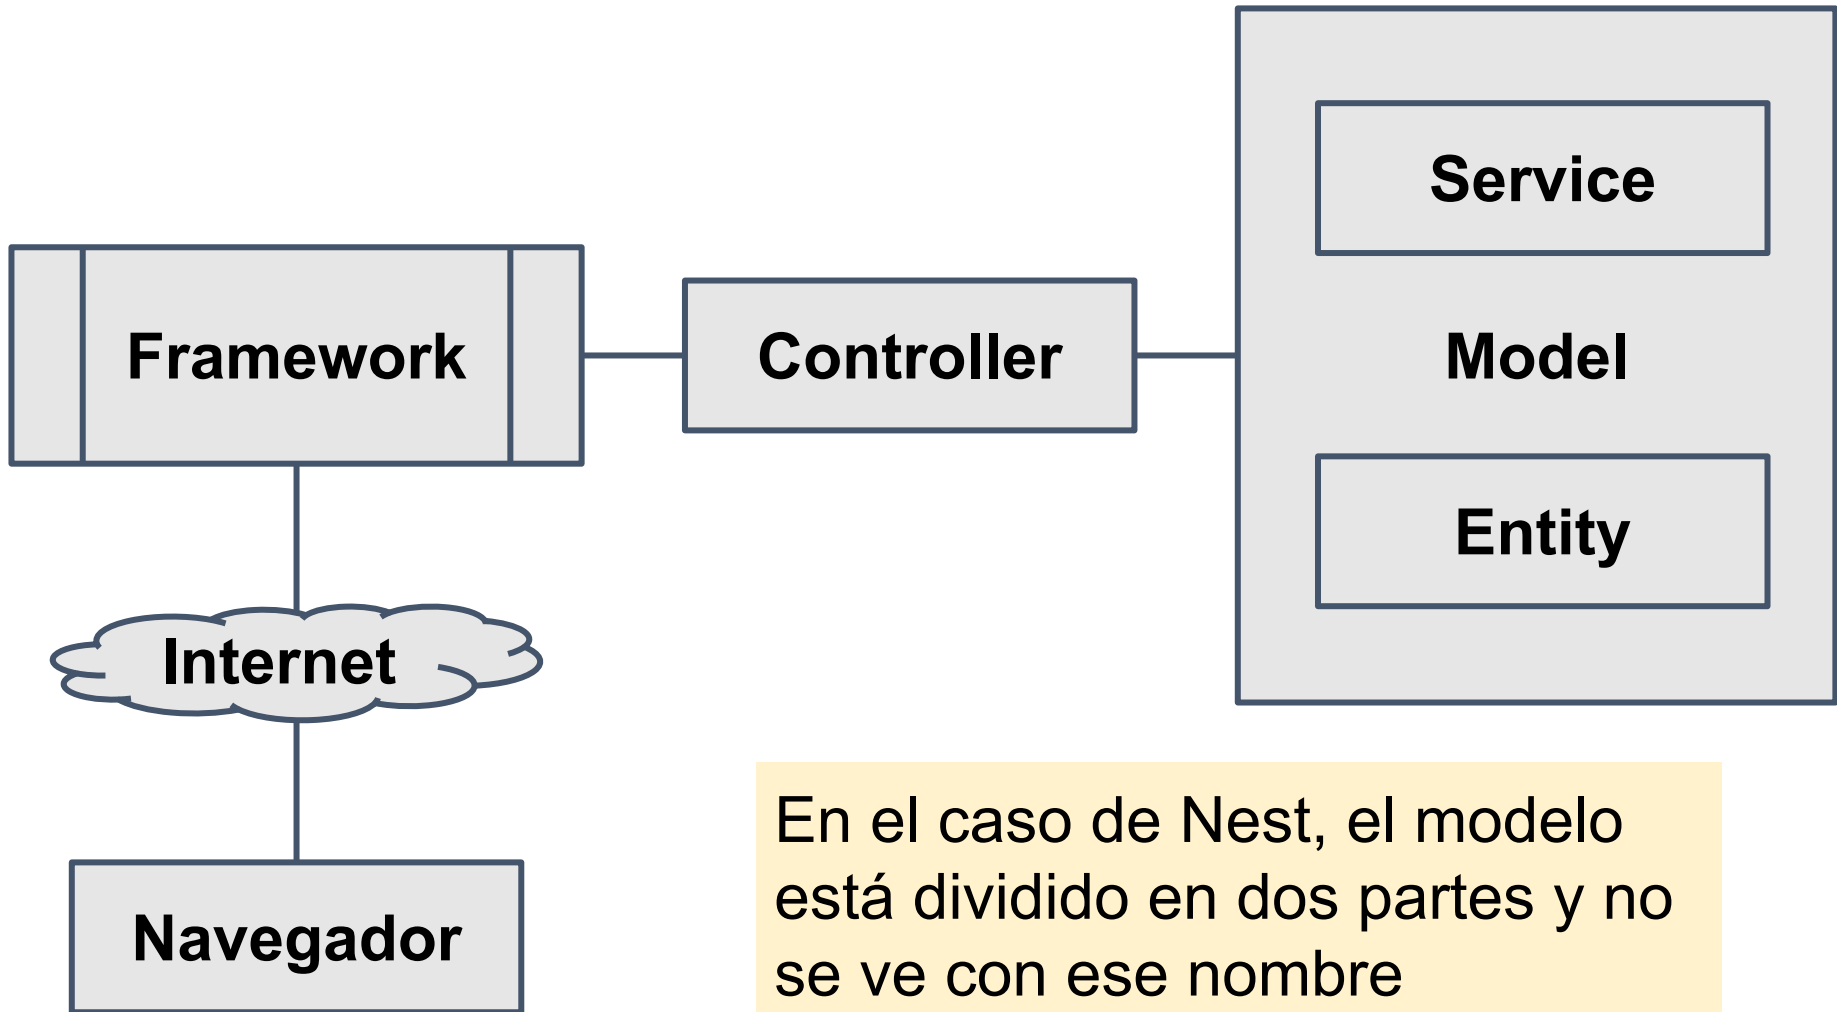 Service
Framework
Controller
Model
Entity
Internet
Navegador
En el caso de Nest, el modelo
está dividido en dos partes y no
se ve con ese nombre